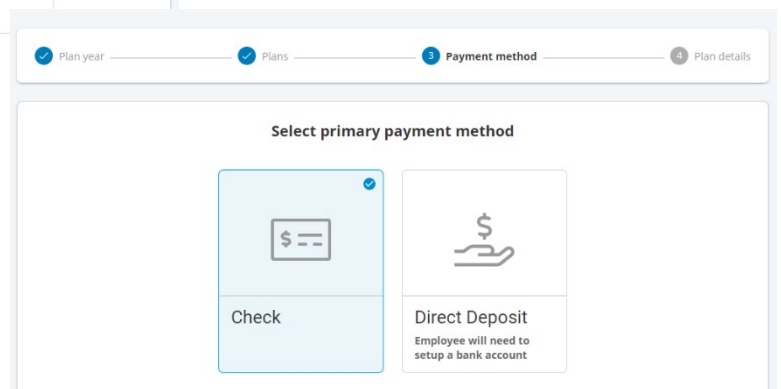 Plan year Plans 3 Payment method 4 Plan details
Select primary payment method
$
$
Check
Direct Deposit
Employee will need to
setup a bank account